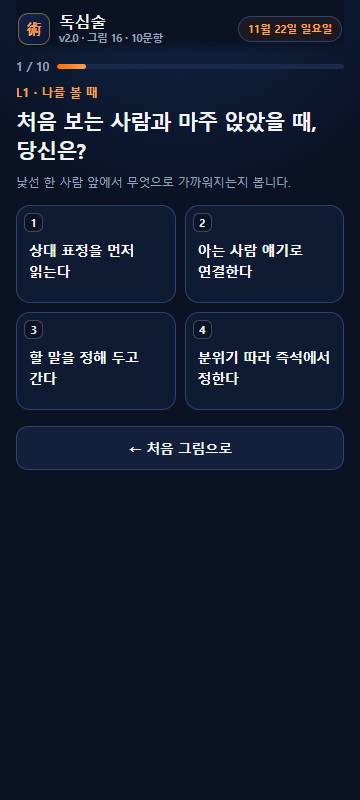 術
독심술
v2.0 · 그림 16 · 10문항
11월 22일 일요일
1 / 10
L1 · 나를 볼 때
처음 보는 사람과 마주 앉았을 때,
당신은?
낯선 한 사람 앞에서 무엇으로 가까워지는지 봅니다.
1
상대 표정을 먼저
읽는다
2
아는 사람 얘기로
연결한다
3
할 말을 정해 두고
간다
4
분위기 따라 즉석에서
정한다
← 처음 그림으로